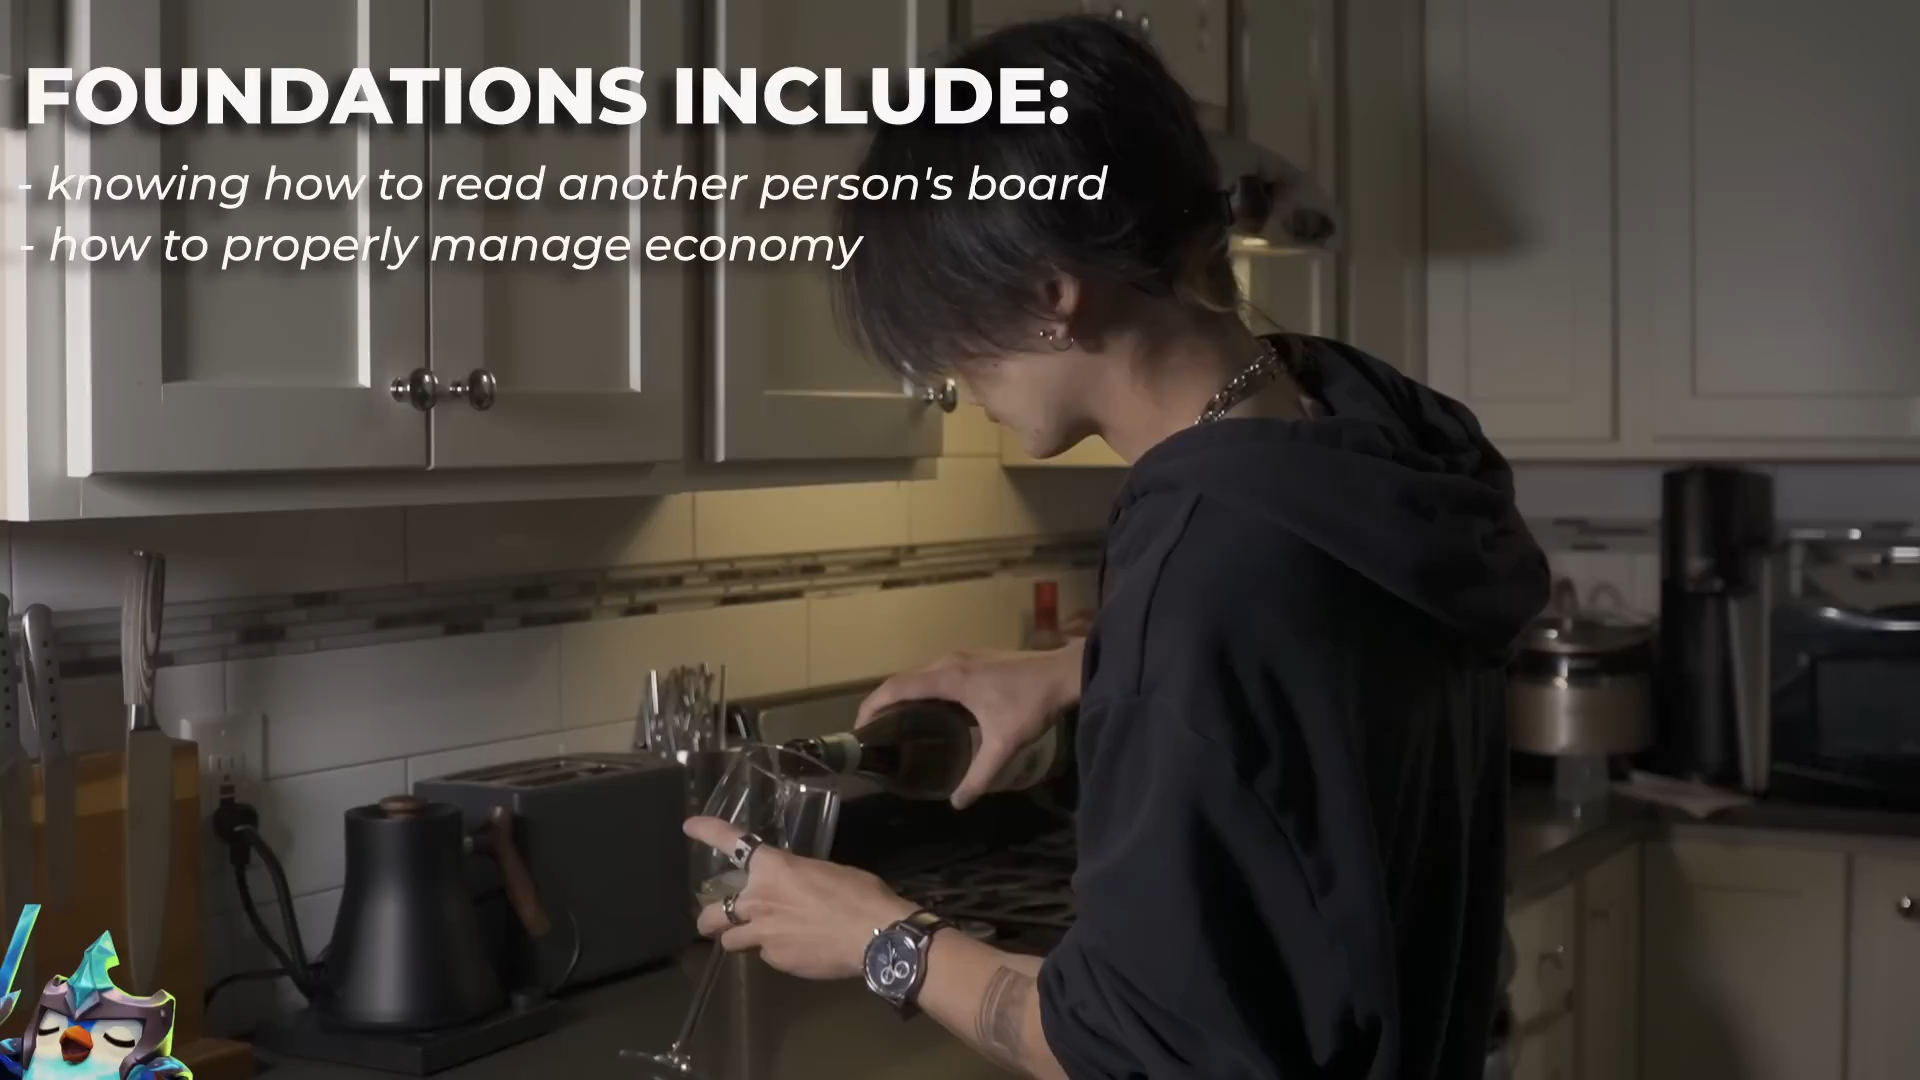 FOUNDATIONS INCLUDE:
- knowing how to read another person's board
- how to properly manage economy